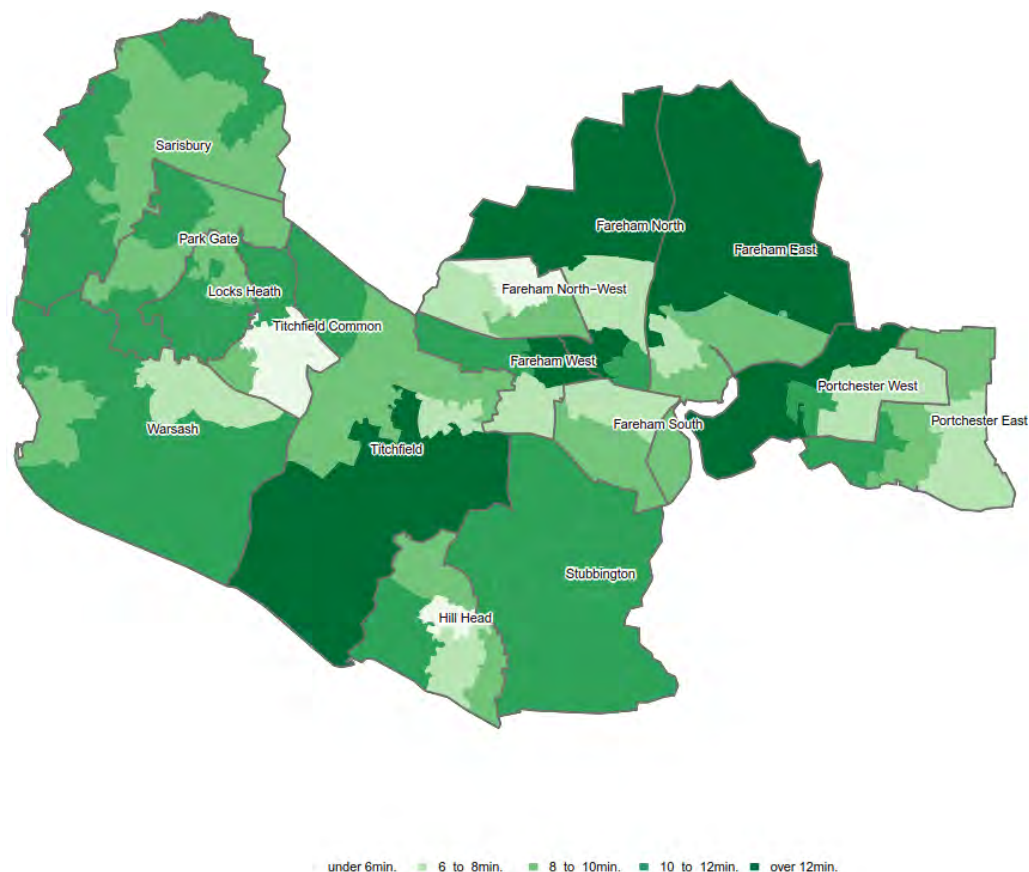 Sarisbury
Fareham North
Park Gate
Fareham East
Locks Heath
Fareham North-West
Titchfield Common
Fareham West
Portchester West
Warsash
Fareham South
Portchester East
Titchfield
Stubbington
Hill Head
under 6min. 6 to 8min. 8 to 10min. 10 to 12min. over 12min.